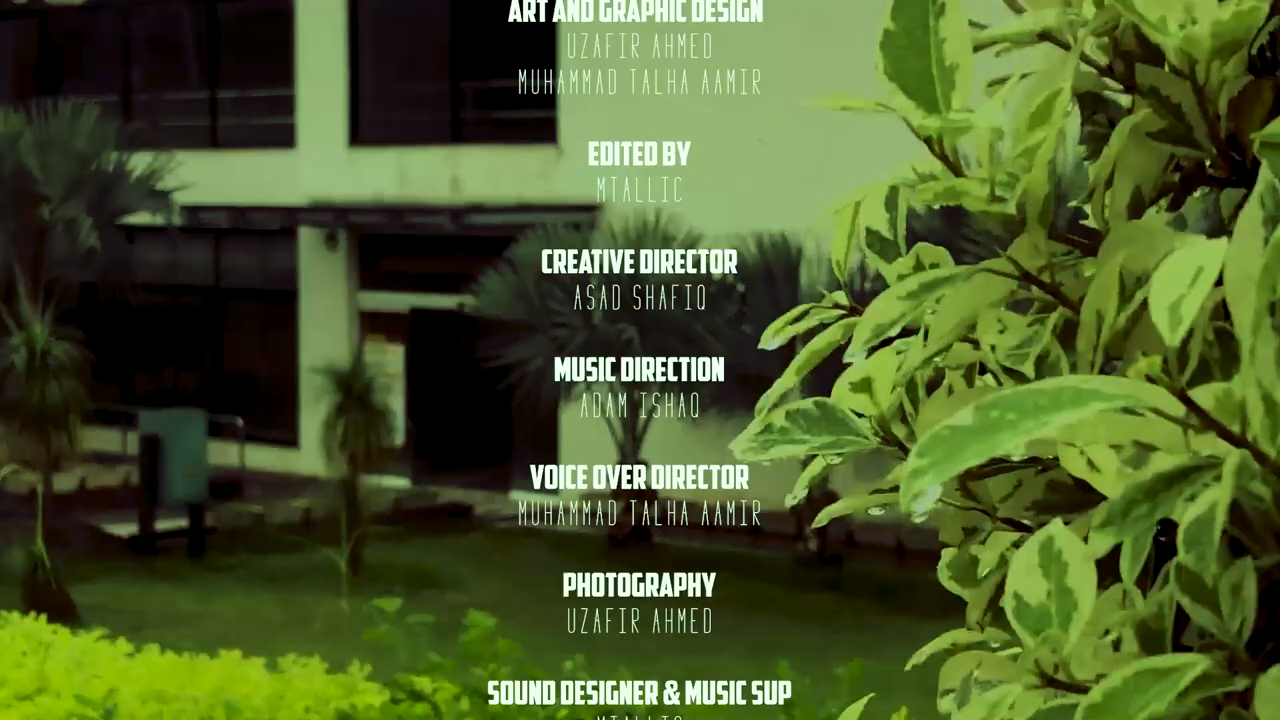 ART AND GRAPHIC DESIGN
UZAFIR AHMED
MUHAMMAD TALHA AAMIR
EDITED BY
MTALLIC
CREATIVE DIRECTOR
ASAD SHAFIQ
MUSIC DIRECTION
ADAM ISHAQ
VOICE OVER DIRECTOR
MUHAMMAD TALHA AAMIR
PHOTOGRAPHY
UZAFIR AHMED
SOUND DESIGNER & MUSIC SUP